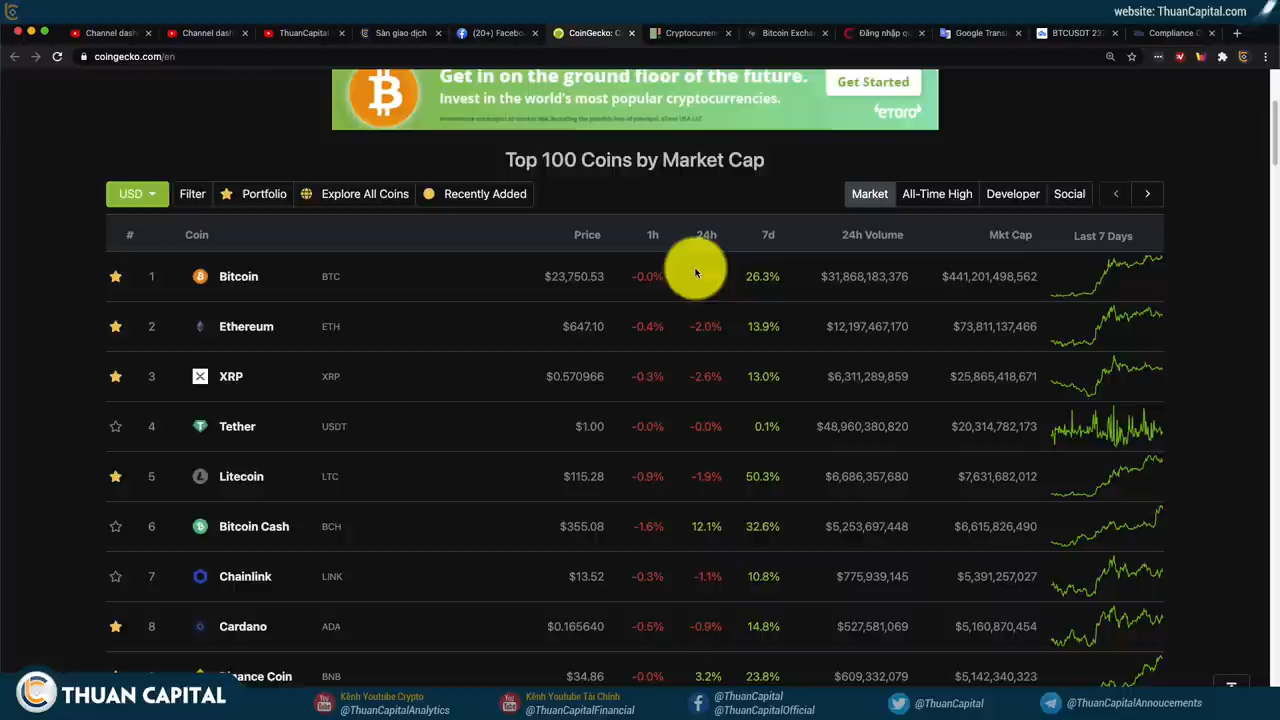 website: ThuanCapital.com
Channel das
Channel das
ThuanCapital
Sàn giao dịch
(20+) Facebo
CoinGecko: C
Cryptocurren
Bitcoin Excha
Đăng nhập qu
Google Trans
BTCUSDT 23
Compliance C
coingecko.com/en
Get in on the ground floor of the future.
Invest in the world's most popular cryptocurrencies.
Get Started
eToro
Top 100 Coins by Market Cap
USD Filter Portfolio Explore All Coins Recently Added Market All-Time High Developer Social
# Coin Price 1h 24h 7d 24h Volume Mkt Cap Last 7 Days
1 Bitcoin BTC $23,750.53 -0.0% 26.3% $31,868,183,376 $441,201,498,562
2 Ethereum ETH $647.10 -0.4% -2.0% 13.9% $12,197,467,170 $73,811,137,466
3 XRP XRP $0.570966 -0.3% -2.6% 13.0% $6,311,289,859 $25,865,418,671
4 Tether USDT $1.00 -0.0% -0.0% 0.1% $48,960,380,820 $20,314,782,173
5 Litecoin LTC $115.28 -0.9% -1.9% 50.3% $6,686,357,680 $7,631,682,012
6 Bitcoin Cash BCH $355.08 -1.6% 12.1% 32.6% $5,253,697,448 $6,615,826,490
7 Chainlink LINK $13.52 -0.3% -1.1% 10.8% $775,939,145 $5,391,257,027
8 Cardano ADA $0.165640 -0.5% -0.9% 14.8% $527,581,069 $5,160,870,454
Binance Coin BNB $34.86 -0.0% 3.2% 23.8% $609,332,079 $5,142,340,323
THUAN CAPITAL
Kênh Youtube Crypto
@ThuanCapitalAnalytics
Kênh Youtube Tài Chính
@ThuanCapitalFinancial
@ThuanCapital
@ThuanCapitalOfficial
@ThuanCapital
@ThuanCapitalAnnoucements